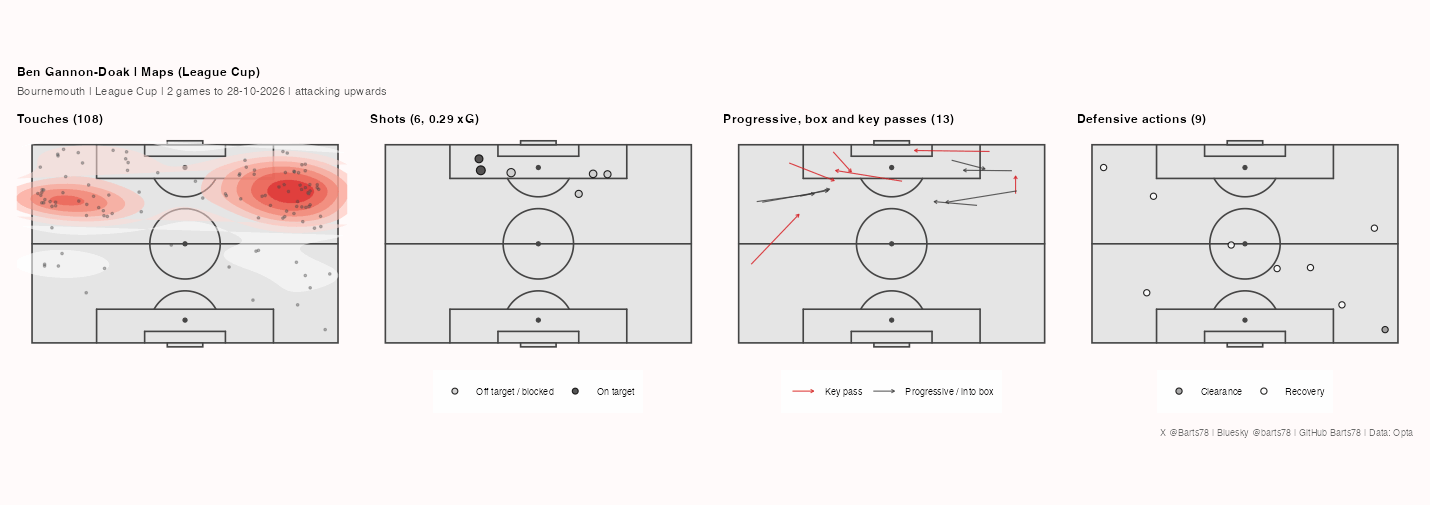 Ben Gannon-Doak | Maps (League Cup)
Bournemouth | League Cup | 2 games to 28-10-2026 | attacking upwards
Touches (108)
Shots (6, 0.29 xG)
Progressive, box and key passes (13)
Defensive actions (9)
Off target / blocked
On target
Key pass
Progressive / into box
Clearance
Recovery
X @Barts78 | Bluesky @barts78 | GitHub Barts78 | Data: Opta